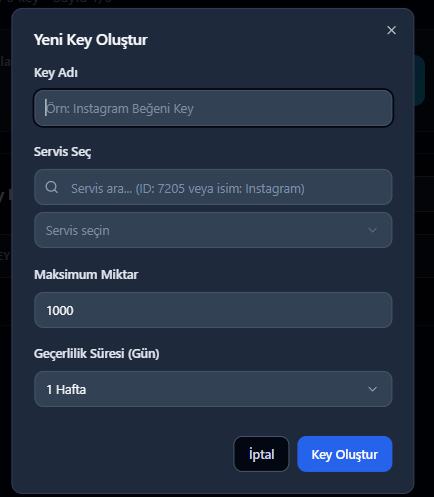 Yeni Key Oluştur
Key Adı
Örn: Instagram Beğeni Key
Servis Seç
Servis ara... (ID: 7205 veya isim: Instagram)
Servis seçin
Maksimum Miktar
1000
Geçerlilik Süresi (Gün)
1 Hafta
İptal
Key Oluştur